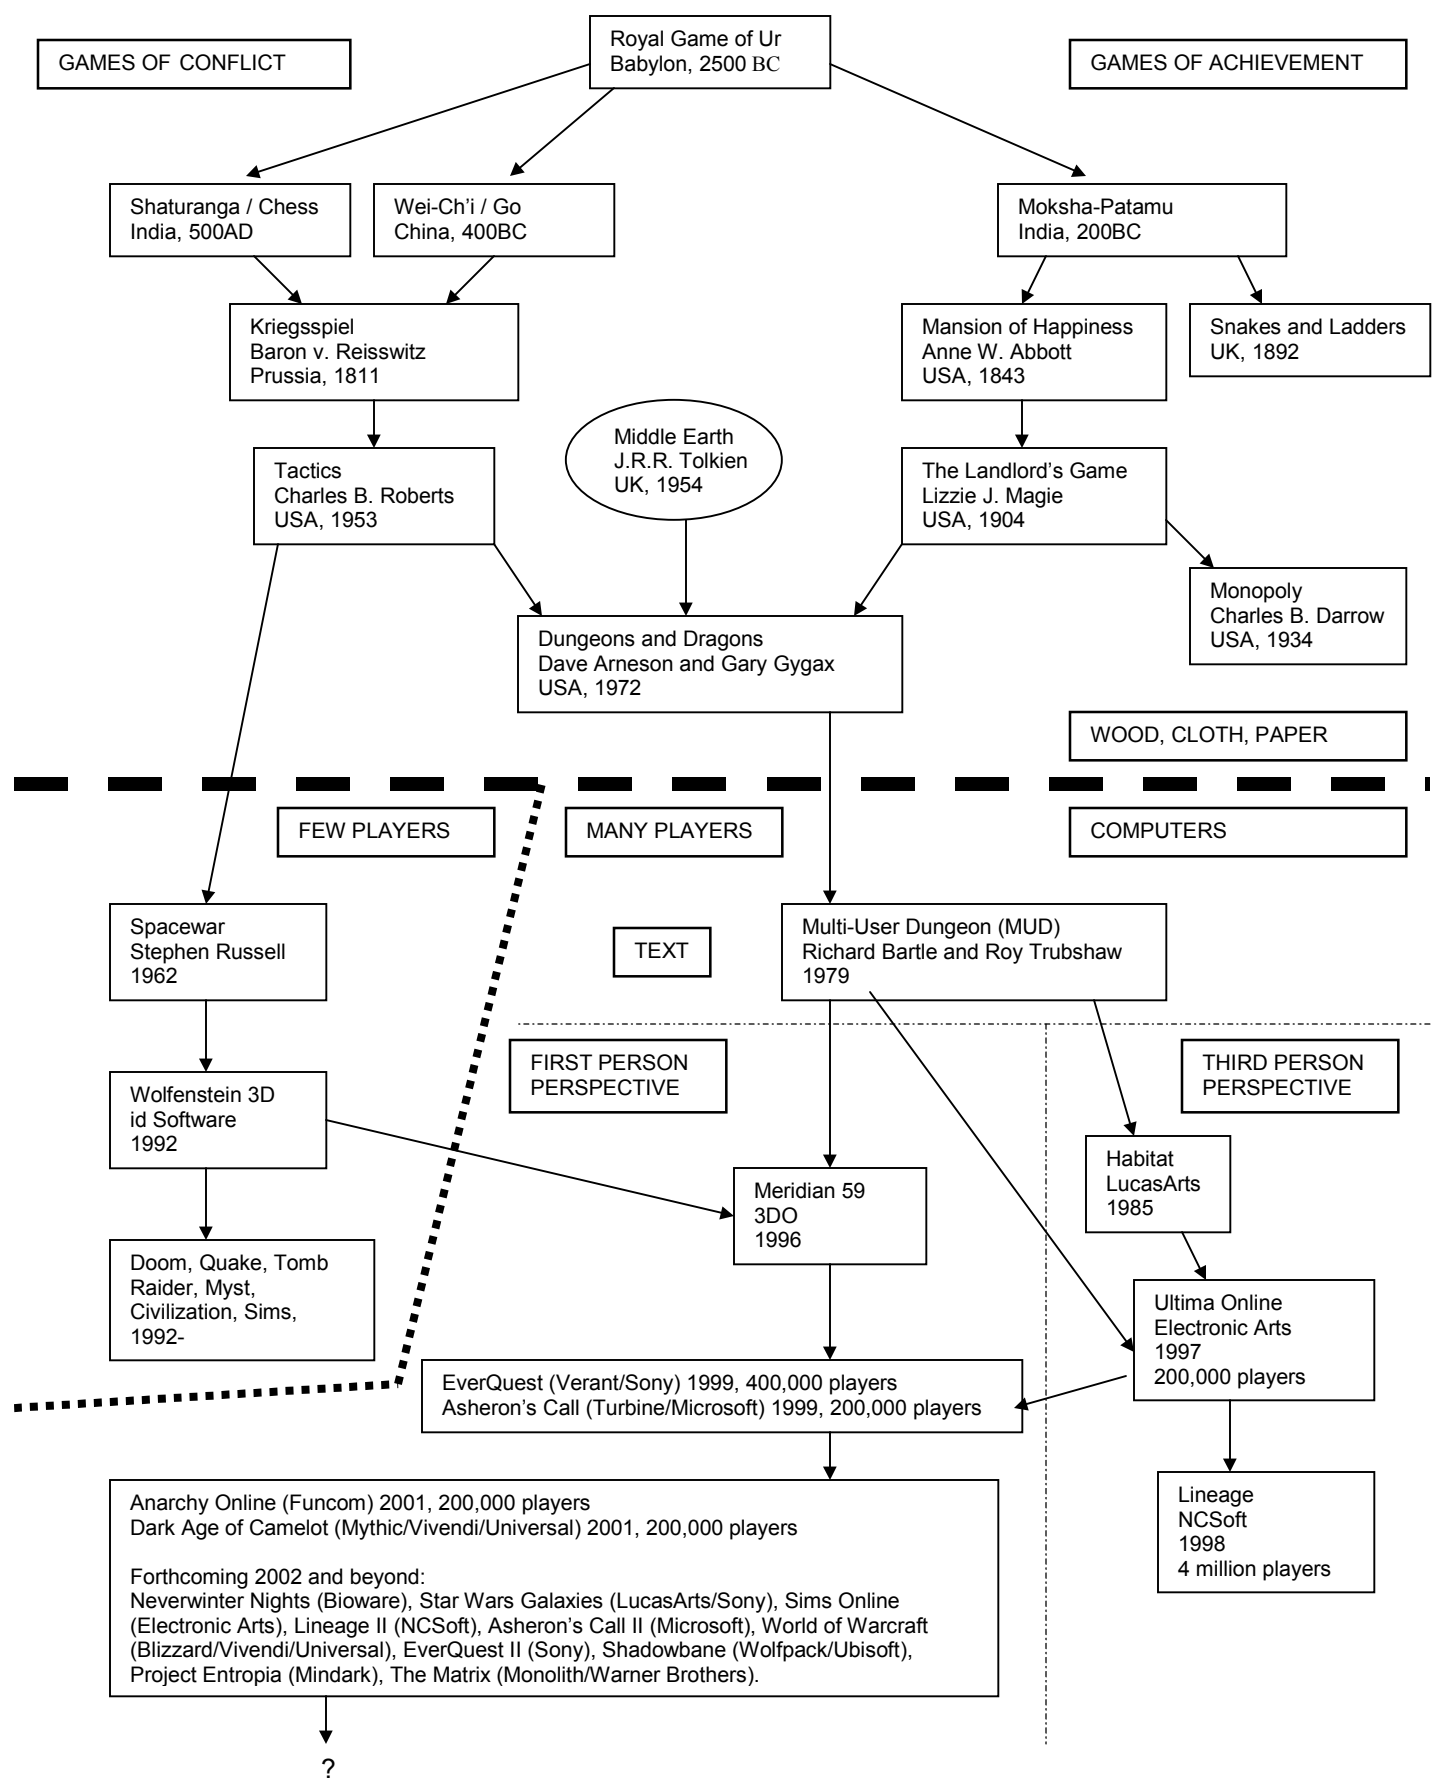 Royal Game of Ur
Babylon, 2500 BC
GAMES OF CONFLICT
GAMES OF ACHIEVEMENT
Shaturanga / Chess
India, 500AD
Wei-Ch'i / Go
China, 400BC
Moksha-Patamu
India, 200BC
Kriegsspiel
Baron v. Reisswitz
Prussia, 1811
Mansion of Happiness
Anne W. Abbott
USA, 1843
Snakes and Ladders
UK, 1892
Middle Earth
J.R.R. Tolkien
UK, 1954
Tactics
Charles B. Roberts
USA, 1953
The Landlord's Game
Lizzie J. Magie
USA, 1904
Monopoly
Charles B. Darrow
USA, 1934
Dungeons and Dragons
Dave Arneson and Gary Gygax
USA, 1972
WOOD, CLOTH, PAPER
FEW PLAYERS
MANY PLAYERS
COMPUTERS
Spacewar
Stephen Russell
1962
TEXT
Multi-User Dungeon (MUD)
Richard Bartle and Roy Trubshaw
1979
FIRST PERSON
PERSPECTIVE
THIRD PERSON
PERSPECTIVE
Wolfenstein 3D
id Software
1992
Habitat
LucasArts
1985
Meridian 59
3DO
1996
Doom, Quake, Tomb
Raider, Myst,
Civilization, Sims,
1992-
Ultima Online
Electronic Arts
1997
200,000 players
EverQuest (Verant/Sony) 1999, 400,000 players
Asheron's Call (Turbine/Microsoft) 1999, 200,000 players
Lineage
NCSoft
1998
4 million players
Anarchy Online (Funcom) 2001, 200,000 players
Dark Age of Camelot (Mythic/Vivendi/Universal) 2001, 200,000 players
Forthcoming 2002 and beyond:
Neverwinter Nights (Bioware), Star Wars Galaxies (LucasArts/Sony), Sims Online
(Electronic Arts), Lineage II (NCSoft), Asheron's Call II (Microsoft), World of Warcraft
(Blizzard/Vivendi/Universal), EverQuest II (Sony), Shadowbane (Wolfpack/Ubisoft),
Project Entropia (Mindark), The Matrix (Monolith/Warner Brothers).
?